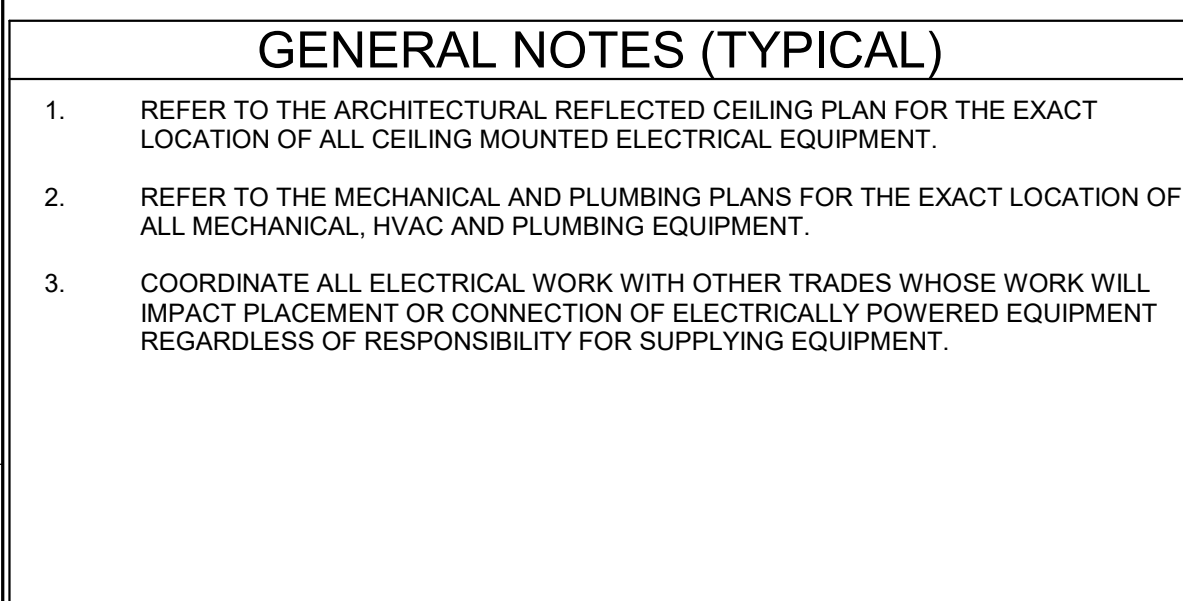 GENERAL NOTES (TYPICAL)
1. REFER TO THE ARCHITECTURAL REFLECTED CEILING PLAN FOR THE EXACT
LOCATION OF ALL CEILING MOUNTED ELECTRICAL EQUIPMENT.
2. REFER TO THE MECHANICAL AND PLUMBING PLANS FOR THE EXACT LOCATION OF
ALL MECHANICAL, HVAC AND PLUMBING EQUIPMENT.
3. COORDINATE ALL ELECTRICAL WORK WITH OTHER TRADES WHOSE WORK WILL
IMPACT PLACEMENT OR CONNECTION OF ELECTRICALLY POWERED EQUIPMENT
REGARDLESS OF RESPONSIBILITY FOR SUPPLYING EQUIPMENT.